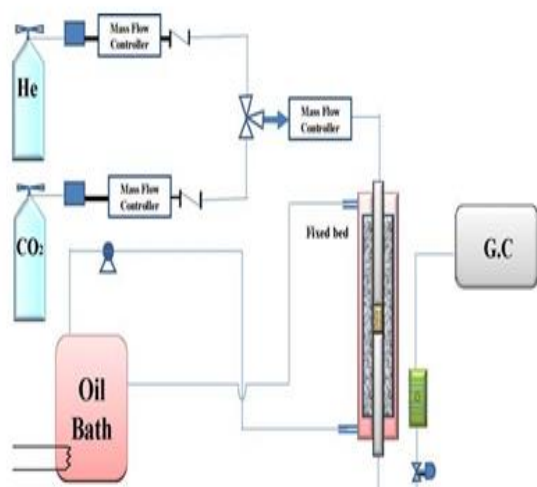 Mass Flow
Controller
He
Mass Flow
Controller
Mass Flow
Controller
CO₂
Fixed bed
G.C
Oil
Bath